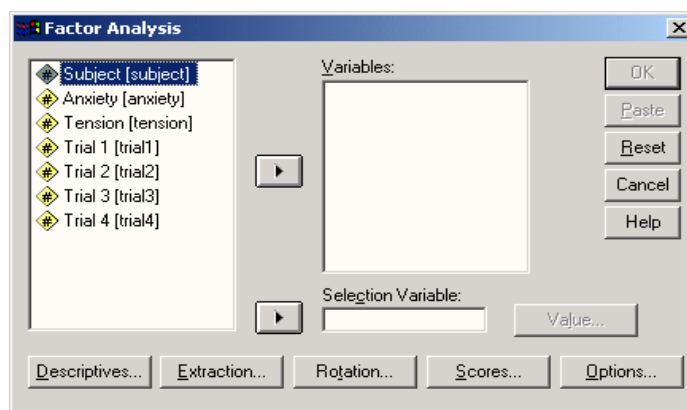 Factor Analysis
Subject [subject]
Anxiety [anxiety]
Tension [tension]
Trial 1 [trial1]
Trial 2 [trial2]
Trial 3 [trial3]
Trial 4 [trial4]
Variables:
Selection Variable:
OK
Paste
Reset
Cancel
Help
Value...
Descriptives... Extraction... Rotation... Scores... Options...